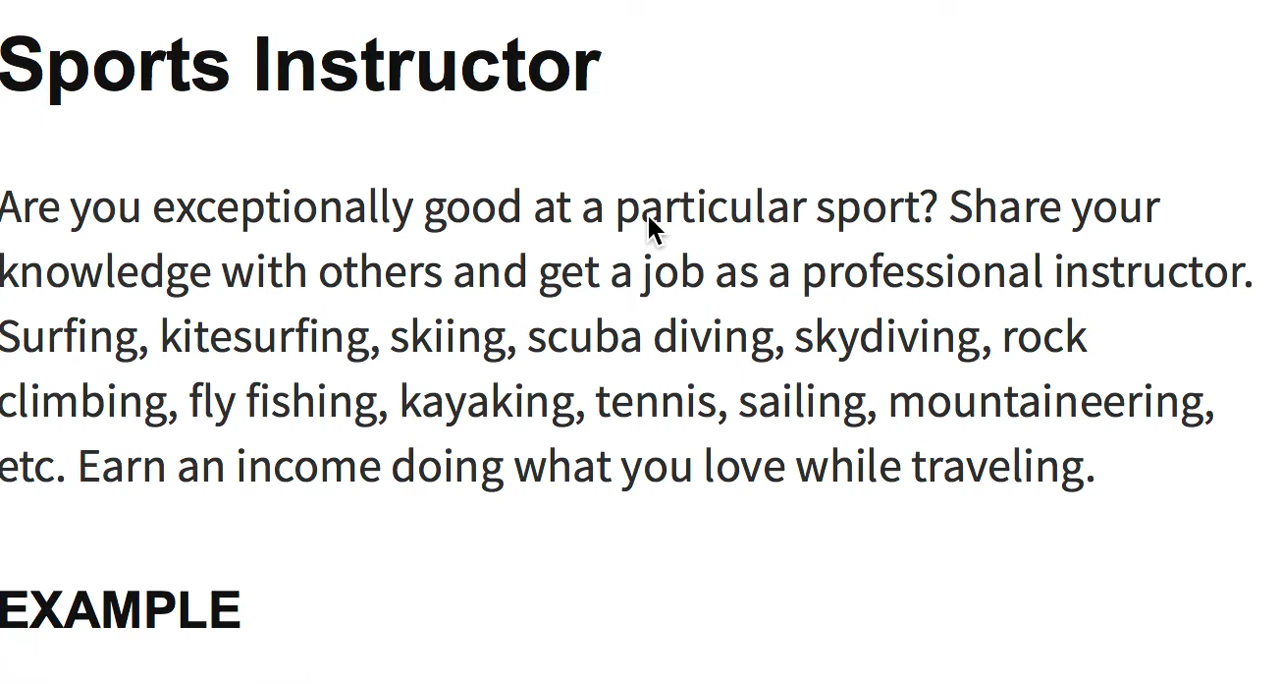 Sports Instructor
Are you exceptionally good at a particular sport? Share your
knowledge with others and get a job as a professional instructor.
Surfing, kitesurfing, skiing, scuba diving, skydiving, rock
climbing, fly fishing, kayaking, tennis, sailing, mountaineering,
etc. Earn an income doing what you love while traveling.
EXAMPLE